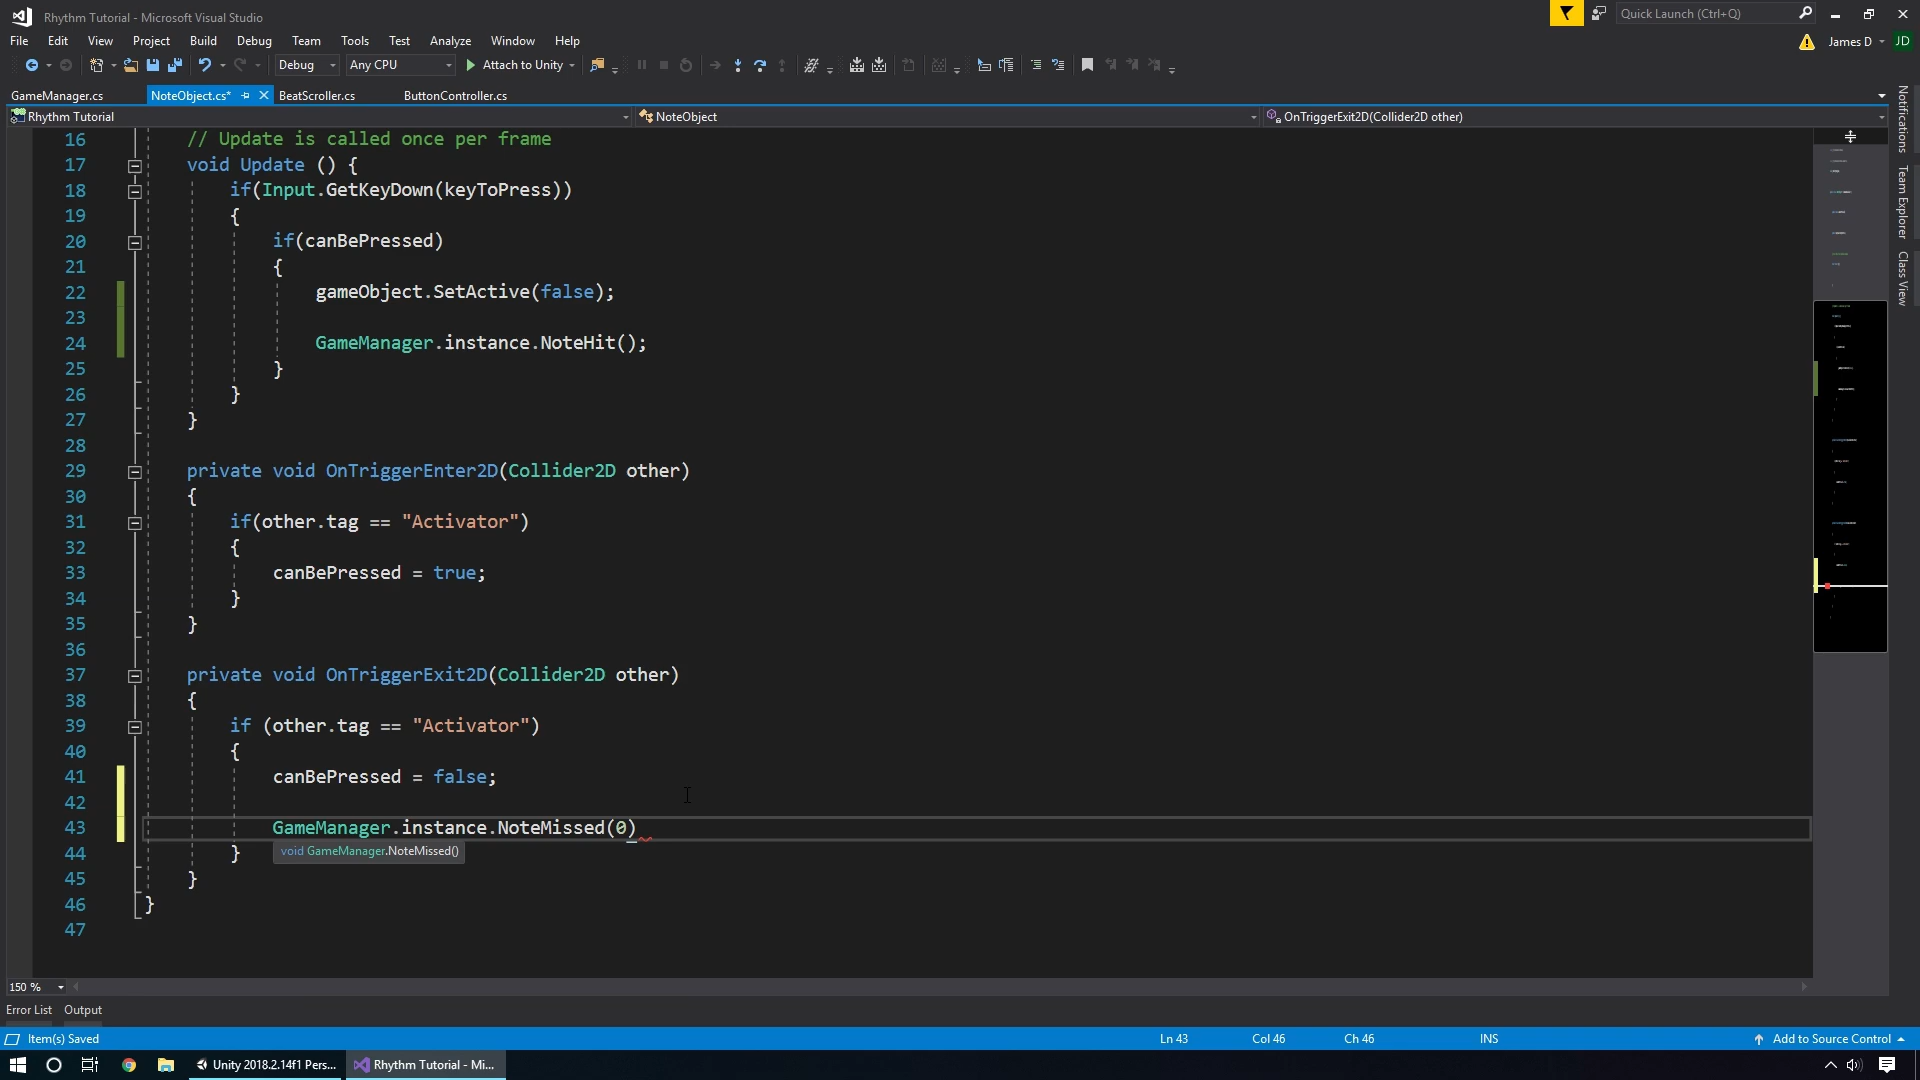 Rhythm Tutorial - Microsoft Visual Studio
Quick Launch (Ctrl+Q)
File Edit View Project Build Debug Team Tools Test Analyze Window Help
James D JD
Debug Any CPU Attach to Unity
GameManager.cs NoteObject.cs* BeatScroller.cs ButtonController.cs
Rhythm Tutorial NoteObject OnTriggerExit2D(Collider2D other)
16 // Update is called once per frame
17 void Update () {
18 if(Input.GetKeyDown(keyToPress))
19 {
20 if(canBePressed)
21 {
22 gameObject.SetActive(false);
23
24 GameManager.instance.NoteHit();
25 }
26 }
27 }
28
29 private void OnTriggerEnter2D(Collider2D other)
30 {
31 if(other.tag == "Activator")
32 {
33 canBePressed = true;
34 }
35 }
36
37 private void OnTriggerExit2D(Collider2D other)
38 {
39 if (other.tag == "Activator")
40 {
41 canBePressed = false;
42
43 GameManager.instance.NoteMissed(0)
44 }
void GameManager.NoteMissed()
45 }
46 }
47
Notifications
Team Explorer
Class View
150 %
Error List Output
Item(s) Saved Ln 43 Col 46 Ch 46 INS Add to Source Control
Unity 2018.2.14f1 Pers... Rhythm Tutorial - Mi...